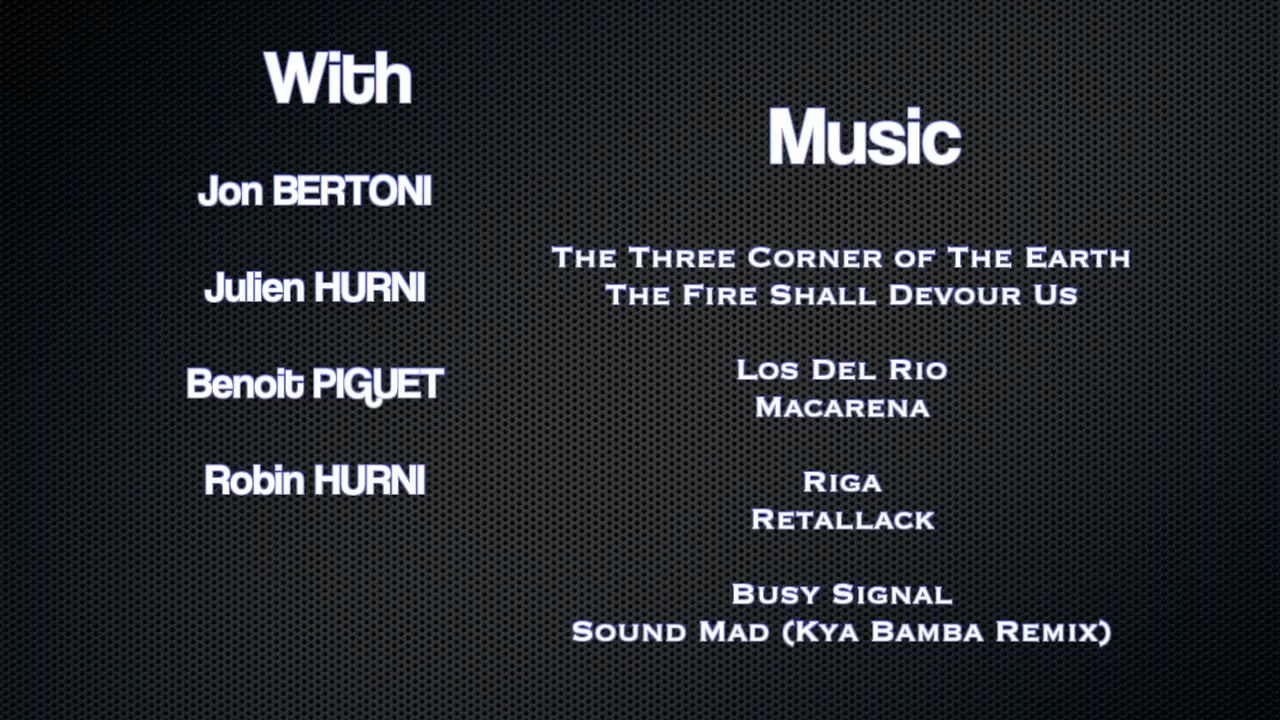 With
Jon BERTONI
Julien HURNI
Benoit PIGUET
Robin HURNI
Music
The Three Corner of The Earth
The Fire Shall Devour Us
Los Del Rio
Macarena
Riga
Retallack
Busy Signal
Sound Mad (Kya Bamba Remix)